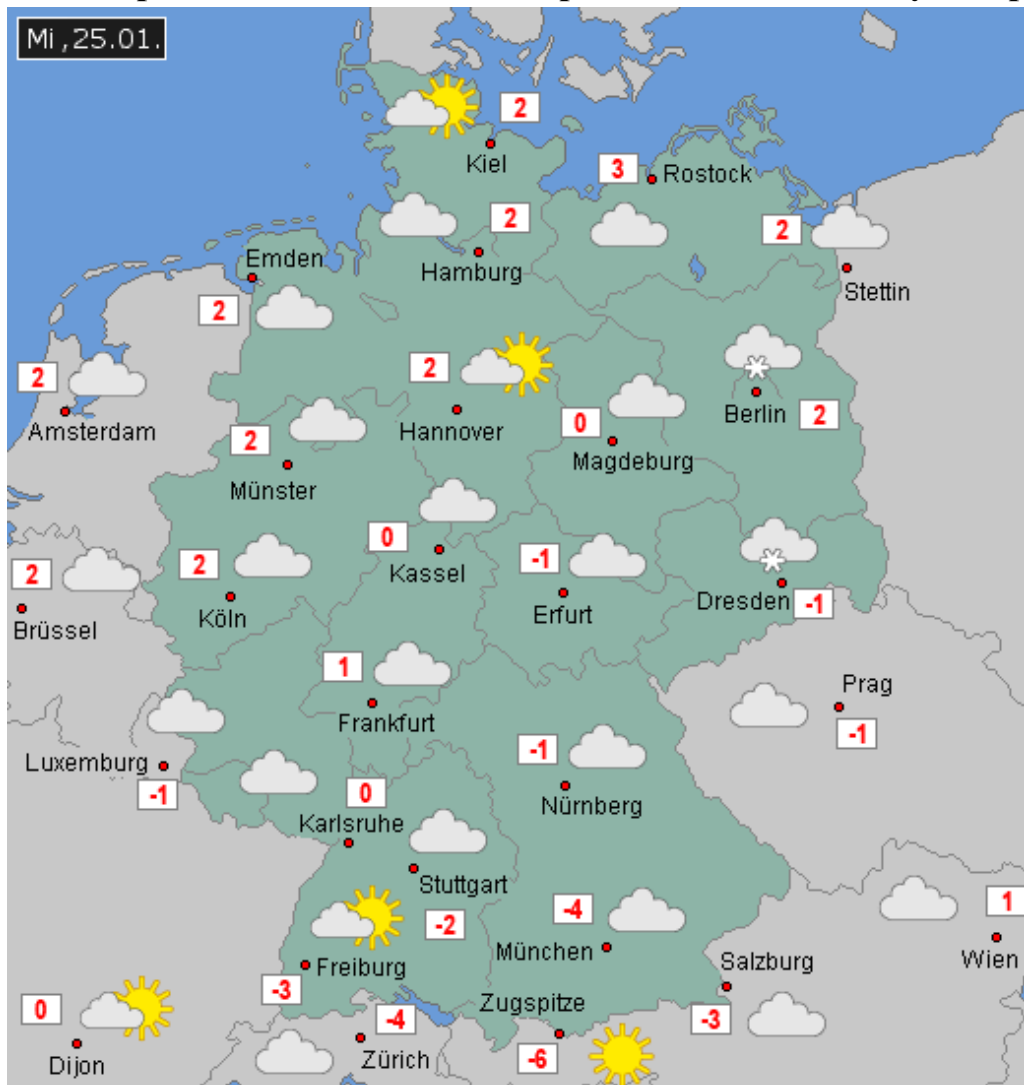 Mi ,25.01.
2
Kiel
3
Rostock
2
Hamburg
2
Stettin
Emden
2
2
Amsterdam
2
Hannover
2
Münster
0
Magdeburg
Berlin
2
0
Kassel
2
Brüssel
2
Köln
-1
Erfurt
Dresden
-1
1
Frankfurt
Prag
-1
Luxemburg
-1
-1
Nürnberg
0
Karlsruhe
Stuttgart
-2
-4
München
1
Wien
Freiburg
-3
Salzburg
-3
0
Dijon
-4
Zürich
Zugspitze
-6